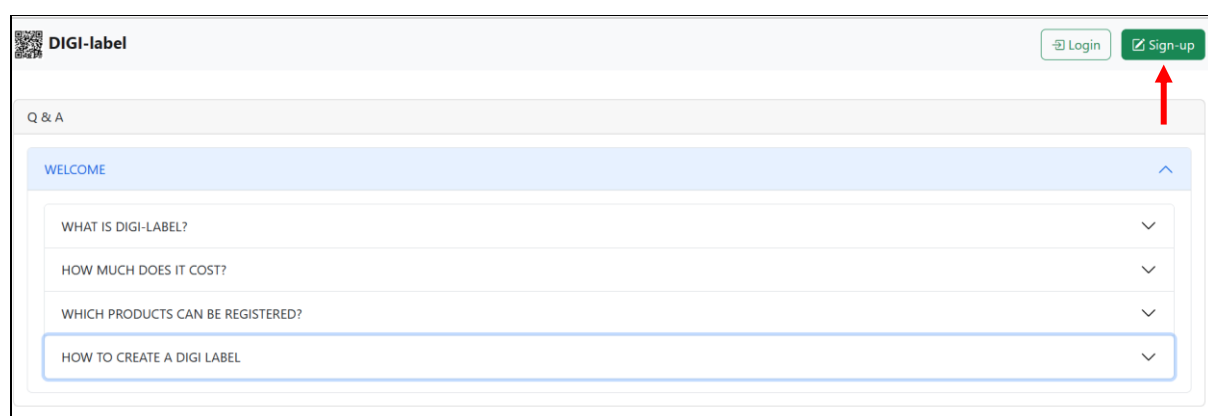 DIGI-label
Login
Sign-up
Q & A
WELCOME
WHAT IS DIGI-LABEL?
HOW MUCH DOES IT COST?
WHICH PRODUCTS CAN BE REGISTERED?
HOW TO CREATE A DIGI LABEL